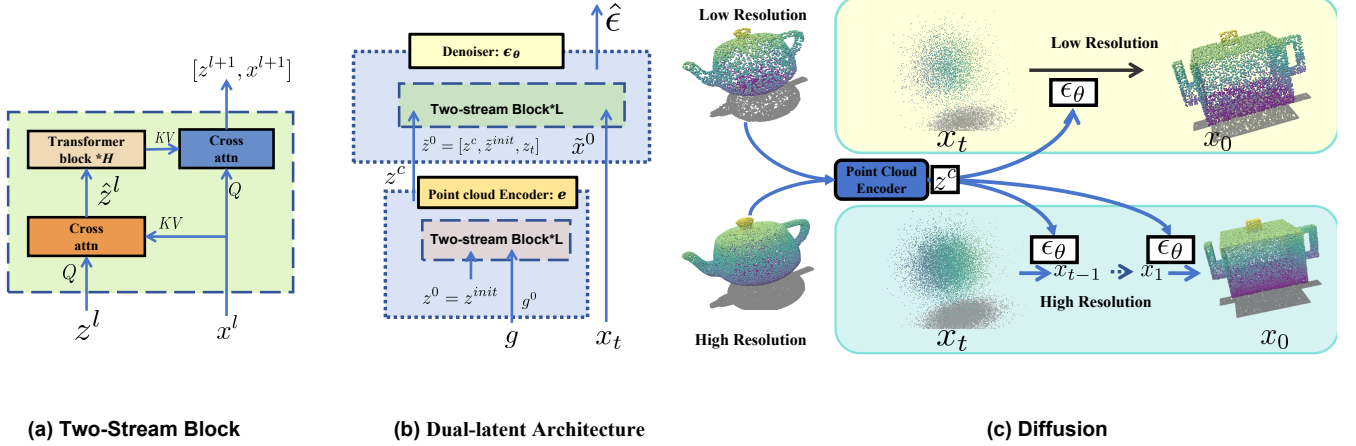 [z^{l+1}, x^{l+1}]
Transformer
block *H
KV
Cross
attn
ẑ^l
Q
Cross
attn
KV
Q
z^l
x^l
(a) Two-Stream Block
ϵ̂
Denoiser: ϵ_θ
Two-stream Block*L
z̃^0 = [z^c, z̃^{init}, z_t]
x̃^0
z^c
Point cloud Encoder: e
Two-stream Block*L
z^0 = z^{init}
g^0
g
x_t
(b) Dual-latent Architecture
Low Resolution
Low Resolution
ϵ_θ
x_t
x_0
Point Cloud
Encoder
z^c
ϵ_θ
ϵ_θ
x_{t−1}
x_1
High Resolution
High Resolution
x_t
x_0
(c) Diffusion